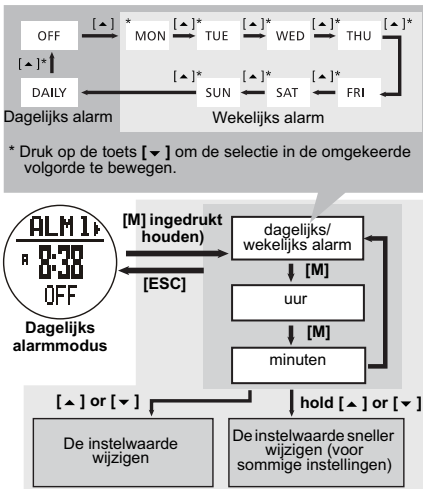 [▲] [▲]* [▲]* [▲]* [▲]*
OFF * MON TUE WED THU
[▲]* [▲]* [▲]*
DAILY SUN SAT FRI
Dagelijks alarm Wekelijks alarm
* Druk op de toets [▼] om de selectie in de omgekeerde
volgorde te bewegen.
ALM 1
A 8:38
OFF
Dagelijks
alarmmodus
[M] ingedrukt
houden)
[ESC]
dagelijks/
wekelijks alarm
[M]
uur
[M]
minuten
[▲] or [▼]
hold [▲] or [▼]
De instelwaarde
wijzigen
De instelwaarde sneller
wijzigen (voor
sommige instellingen)